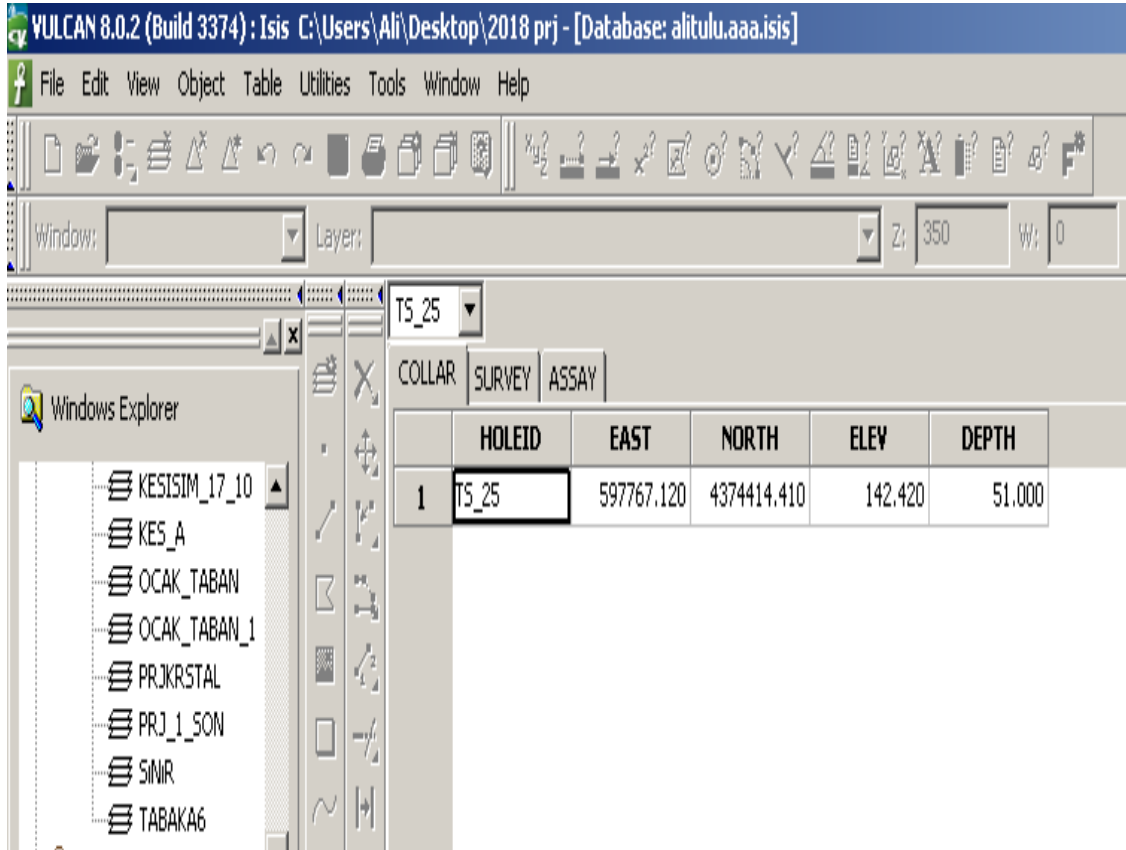 VULCAN 8.0.2 (Build 3374) : Isis C:\Users\Ali\Desktop\2018 prj - [Database: alitulu.aaa.isis]
File Edit View Object Table Utilities Tools Window Help
Window: Layer: Z: 350 W: 0
TS_25
COLLAR SURVEY ASSAY
HOLEID EAST NORTH ELEV DEPTH
1 TS_25 597767.120 4374414.410 142.420 51.000
Windows Explorer
KESISIM_17_10
KES_A
OCAK_TABAN
OCAK_TABAN_1
PRJKRSTAL
PRJ_1_SON
SiNiR
TABAKA6